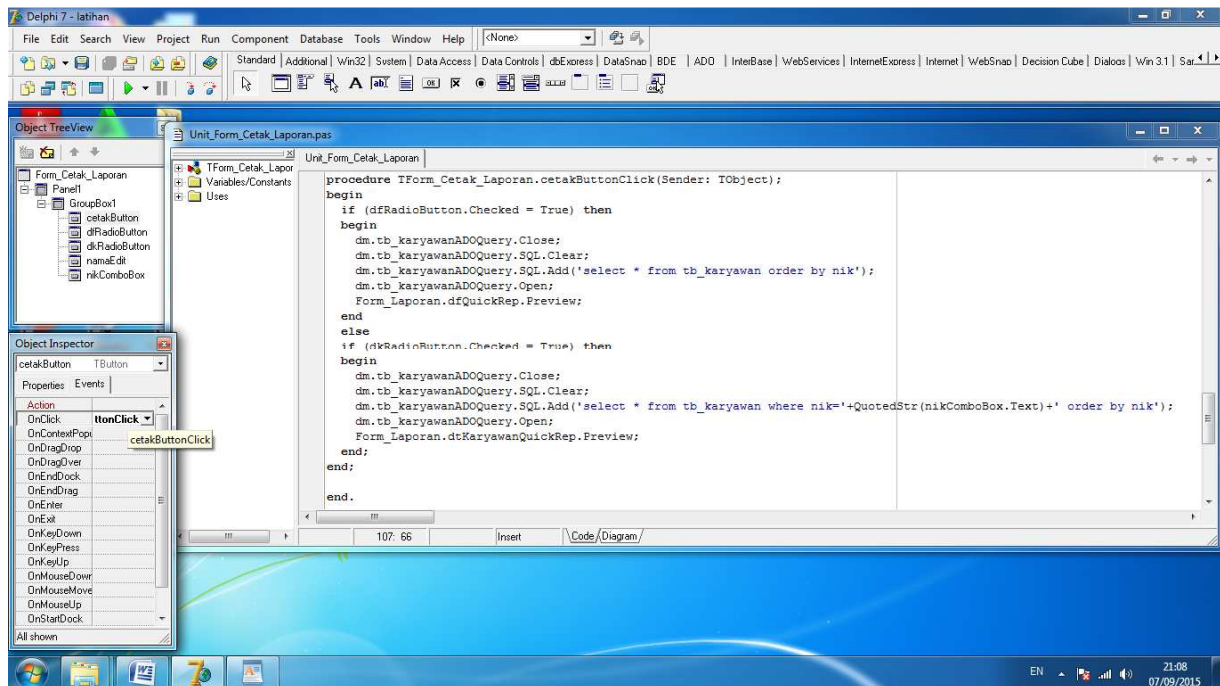 Delphi 7 - latihan
File Edit Search View Project Run Component Database Tools Window Help <None>
Standard Additional Win32 System Data Access Data Controls dbExpress DataSnap BDE ADO InterBase WebServices InternetExpress Internet WebSnap Decision Cube Dialogs Win 3.1
Object TreeView
Form_Cetak_Laporan
Panel1
GroupBox1
cetakButton
dfRadioButton
dkRadioButton
namaEdit
nikComboBox
Unit_Form_Cetak_Laporan.pas
TForm_Cetak_Lapor
Variables/Constants
Uses
Unit_Form_Cetak_Laporan
procedure TForm_Cetak_Laporan.cetakButtonClick(Sender: TObject);
begin
if (dfRadioButton.Checked = True) then
begin
dm.tb_karyawanADOQuery.Close;
dm.tb_karyawanADOQuery.SQL.Clear;
dm.tb_karyawanADOQuery.SQL.Add('select * from tb_karyawan order by nik');
dm.tb_karyawanADOQuery.Open;
Form_Laporan.dfQuickRep.Preview;
end
else
if (dkRadioButton.Checked = True) then
begin
dm.tb_karyawanADOQuery.Close;
dm.tb_karyawanADOQuery.SQL.Clear;
dm.tb_karyawanADOQuery.SQL.Add('select * from tb_karyawan where nik='+QuotedStr(nikComboBox.Text)+' order by nik');
dm.tb_karyawanADOQuery.Open;
Form_Laporan.dtKaryawanQuickRep.Preview;
end;
end;
end.
107: 66 Insert Code Diagram
Object Inspector
cetakButton TButton
Properties Events
Action
OnClick ttonClick
OnContextPopu
cetakButtonClick
OnDragDrop
OnDragOver
OnEndDock
OnEndDrag
OnEnter
OnExit
OnKeyDown
OnKeyPress
OnKeyUp
OnMouseDown
OnMouseMove
OnMouseUp
OnStartDock
All shown
EN 21:08
07/09/2015